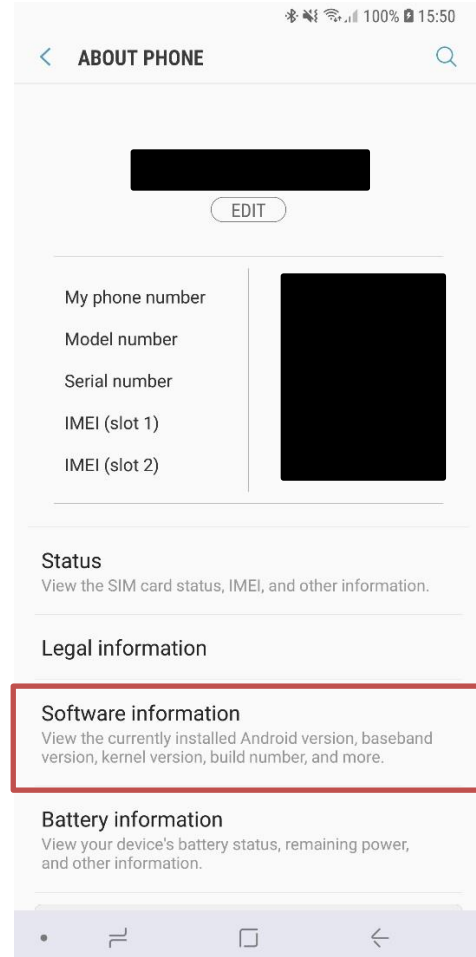 100% 15:50
ABOUT PHONE
EDIT
My phone number
Model number
Serial number
IMEI (slot 1)
IMEI (slot 2)
Status
View the SIM card status, IMEI, and other information.
Legal information
Software information
View the currently installed Android version, baseband
version, kernel version, build number, and more.
Battery information
View your device's battery status, remaining power,
and other information.